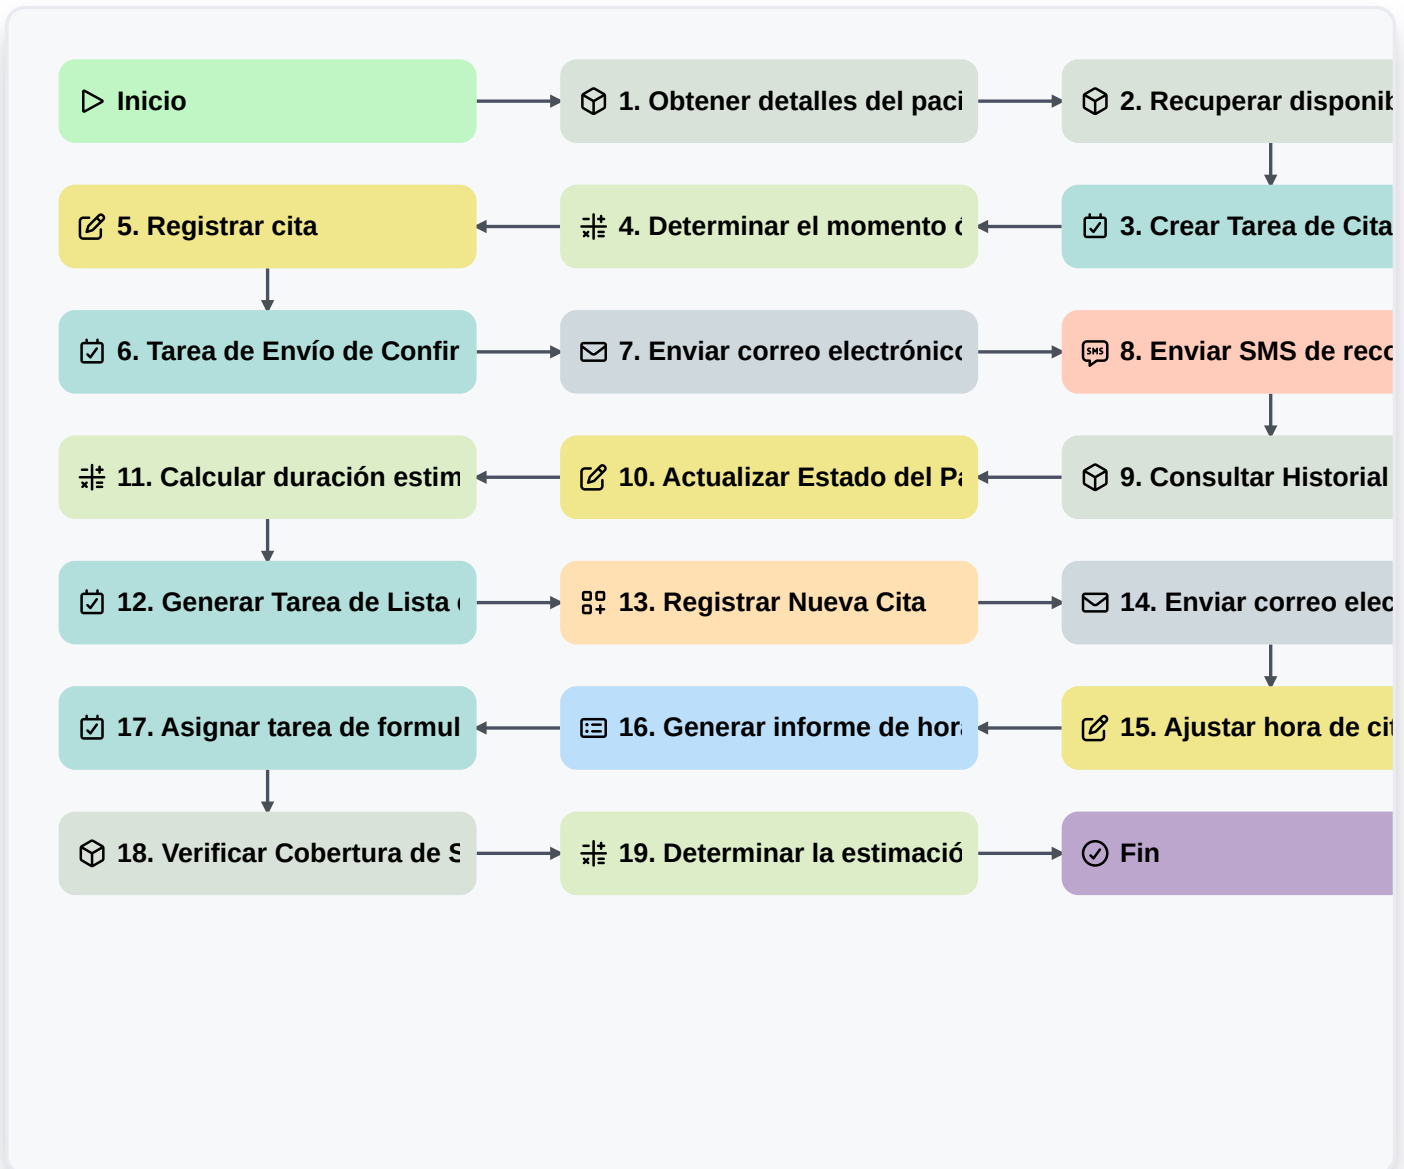 Inicio
1. Obtener detalles del paci
2. Recuperar disponib
5. Registrar cita
4. Determinar el momento ó
3. Crear Tarea de Cita
6. Tarea de Envío de Confir
7. Enviar correo electrónico
8. Enviar SMS de reco
11. Calcular duración estim
10. Actualizar Estado del Pa
9. Consultar Historial
12. Generar Tarea de Lista
13. Registrar Nueva Cita
14. Enviar correo elec
17. Asignar tarea de formul
16. Generar informe de hora
15. Ajustar hora de cit
18. Verificar Cobertura de S
19. Determinar la estimació
Fin